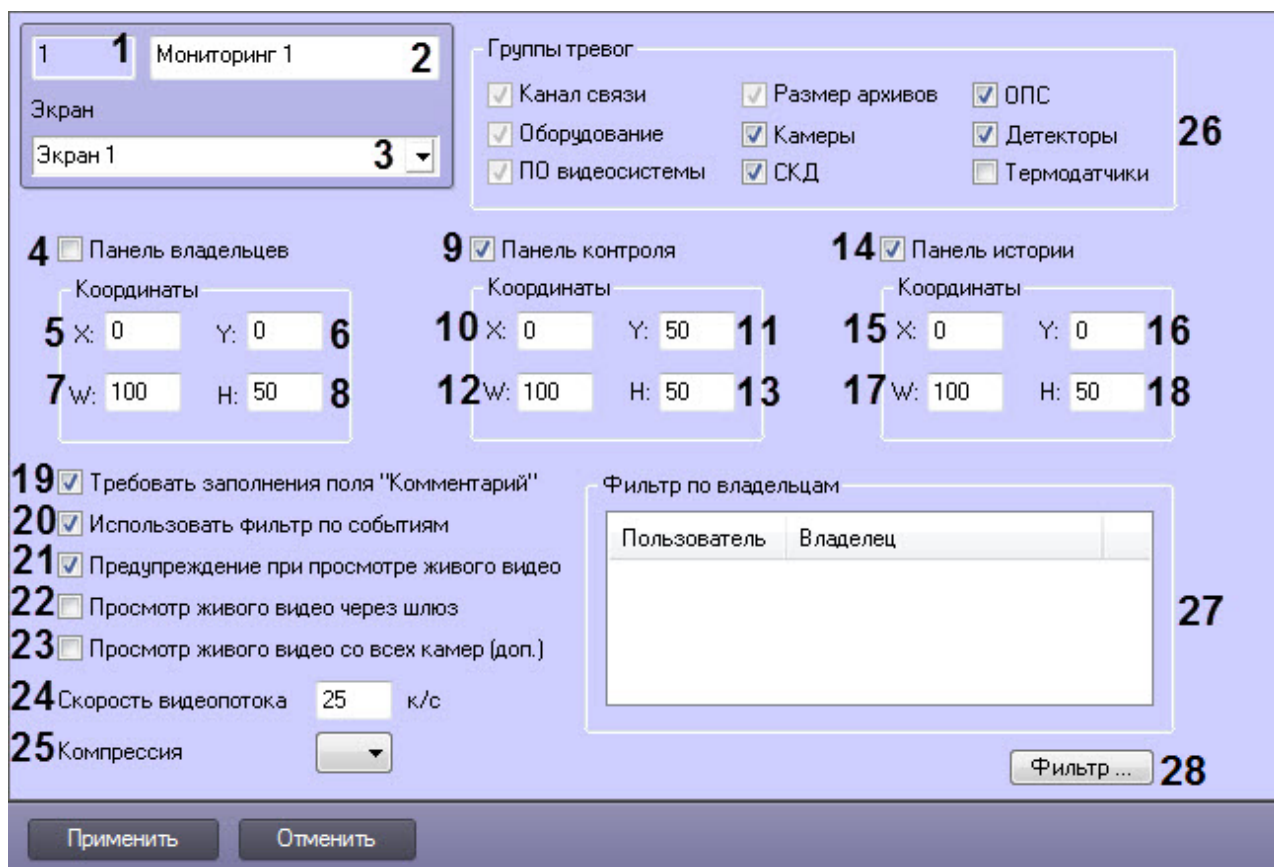 1 1 Мониторинг 1 2
Экран
Экран 1 3
Группы тревог
Канал связи Размер архивов ОПС
Оборудование Камеры Детекторы 26
ПО видеосистемы СКД Термодатчики
4 Панель владельцев 9 Панель контроля 14 Панель истории
Координаты Координаты Координаты
5 X: 0 Y: 0 6 10 X: 0 Y: 50 11 15 X: 0 Y: 0 16
7 W: 100 H: 50 8 12 W: 100 H: 50 13 17 W: 100 H: 50 18
19 Требовать заполнения поля "Комментарий"
20 Использовать фильтр по событиям
21 Предупреждение при просмотре живого видео
22 Просмотр живого видео через шлюз
23 Просмотр живого видео со всех камер (доп.)
24 Скорость видеопотока 25 к/с
25 Компрессия
Фильтр по владельцам
Пользователь Владелец
27
Фильтр ... 28
Применить Отменить